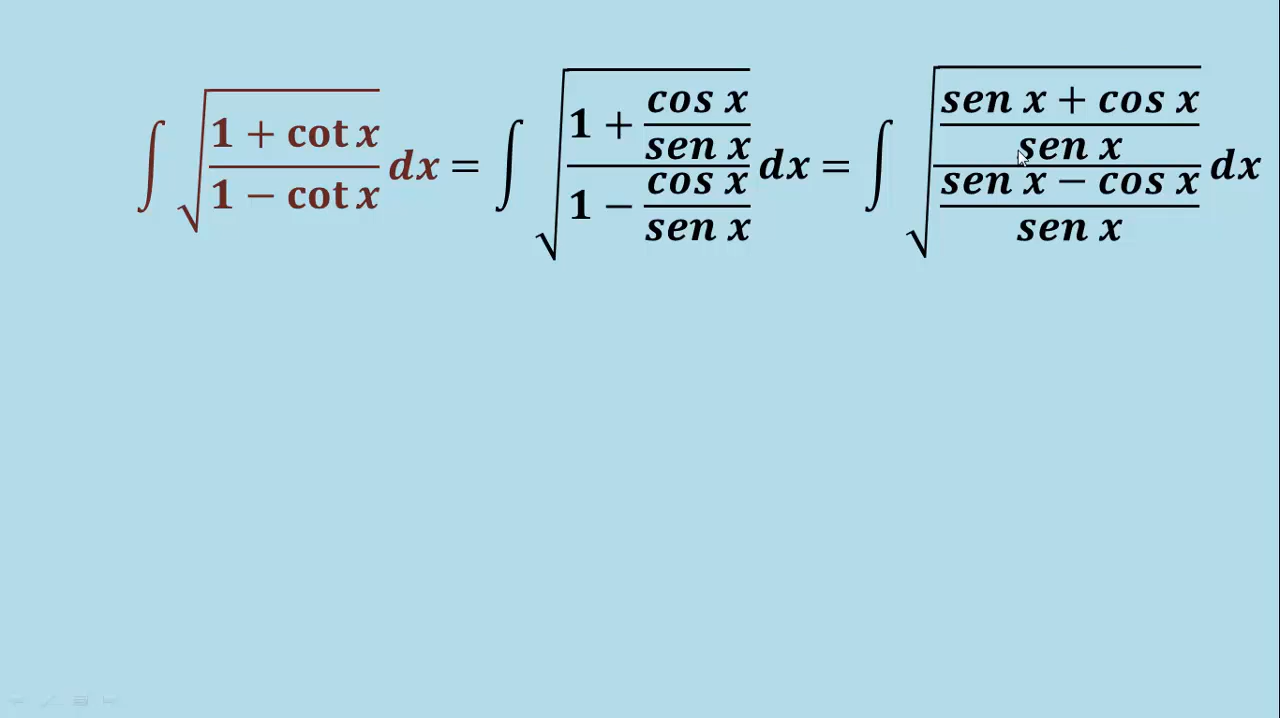 ∫ √((1 + cot x)/(1 − cot x)) dx = ∫ √((1 + cos x/sen x)/(1 − cos x/sen x)) dx = ∫ √(((sen x + cos x)/sen x)/((sen x − cos x)/sen x)) dx